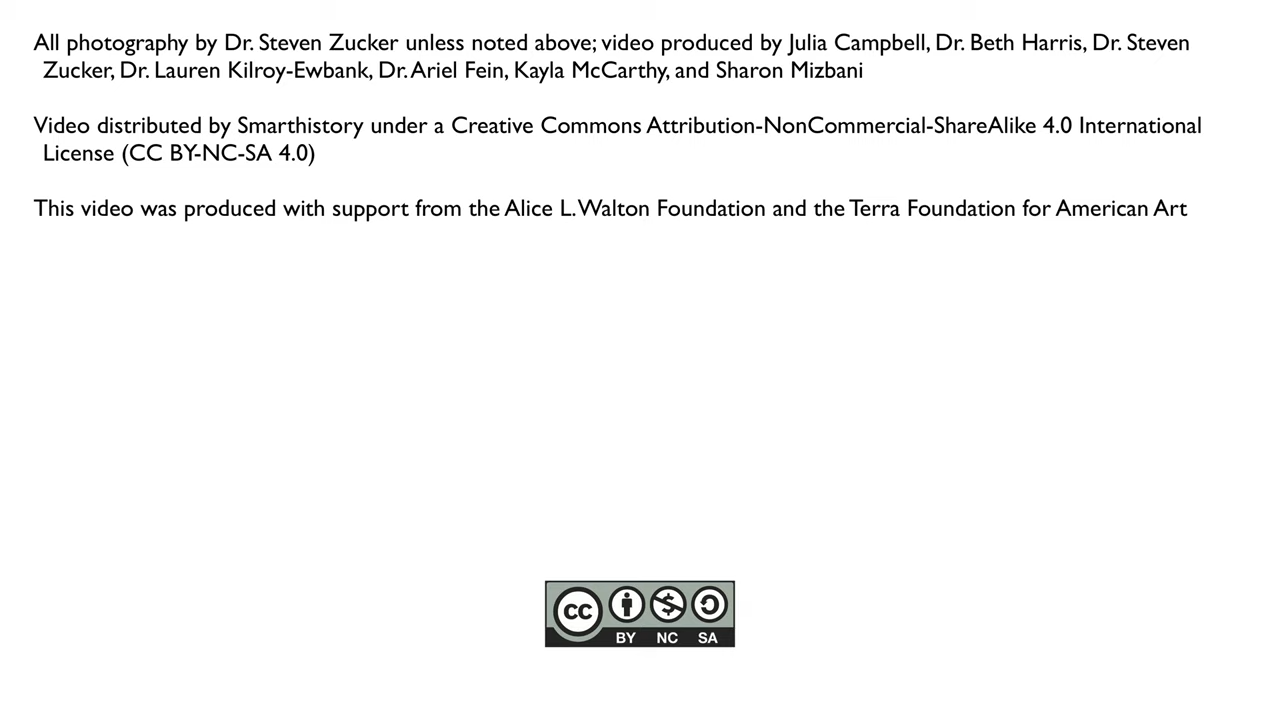 All photography by Dr. Steven Zucker unless noted above; video produced by Julia Campbell, Dr. Beth Harris, Dr. Steven
Zucker, Dr. Lauren Kilroy-Ewbank, Dr. Ariel Fein, Kayla McCarthy, and Sharon Mizbani
Video distributed by Smarthistory under a Creative Commons Attribution-NonCommercial-ShareAlike 4.0 International
License (CC BY-NC-SA 4.0)
This video was produced with support from the Alice L. Walton Foundation and the Terra Foundation for American Art
CC
BY NC SA